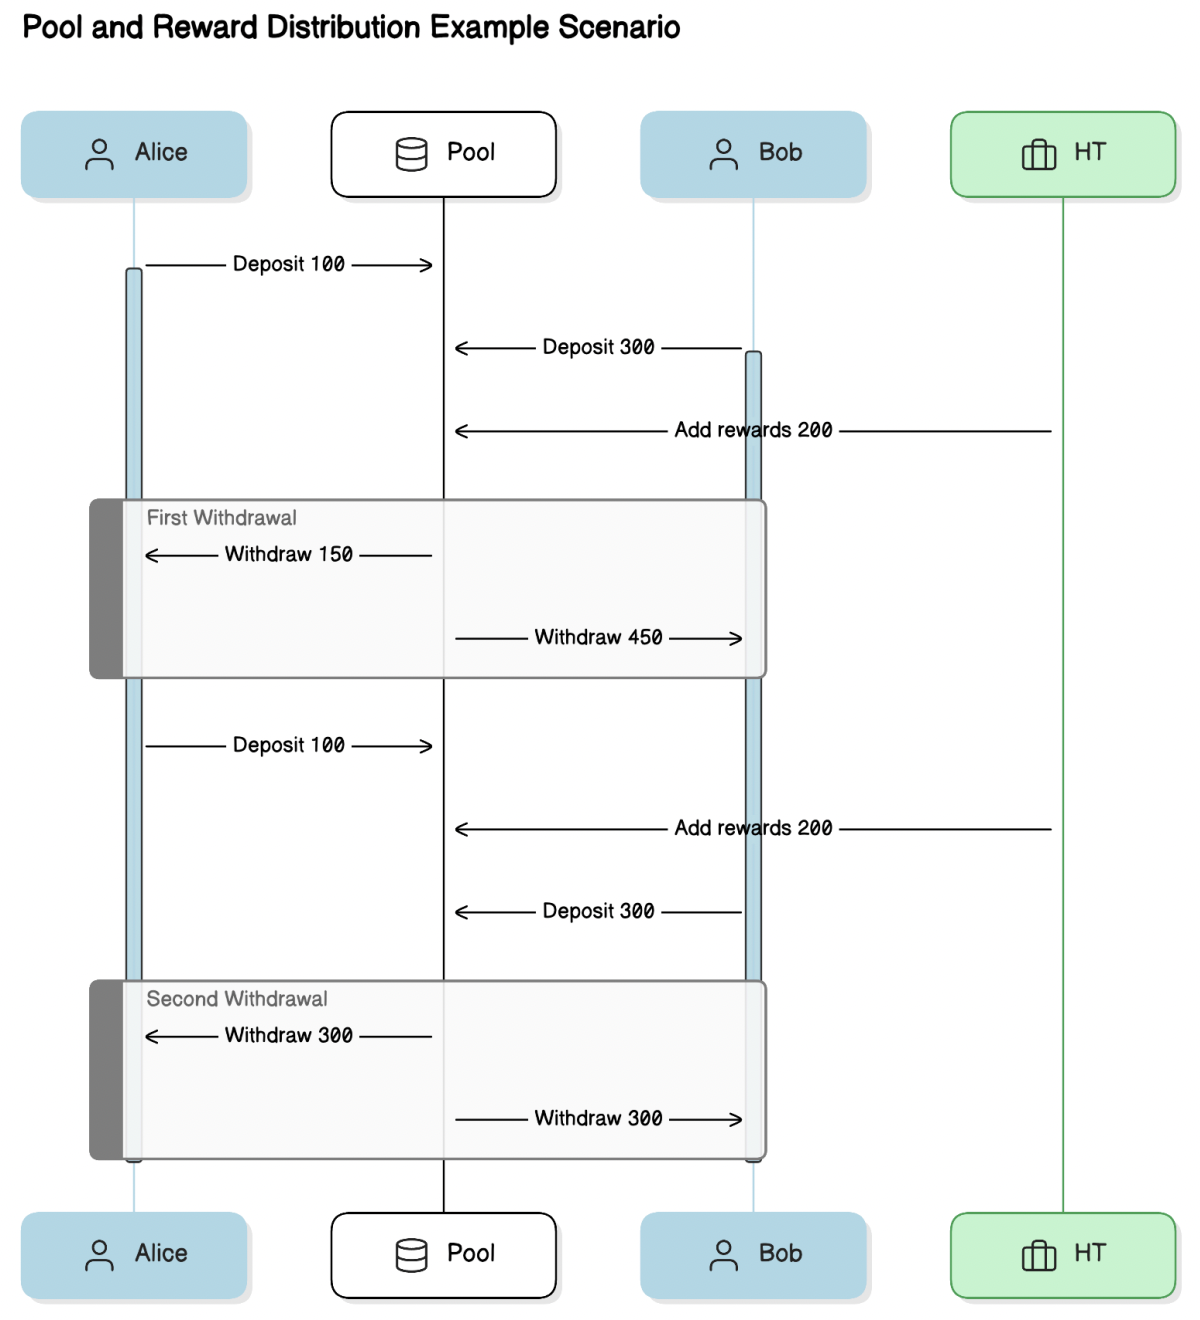 Pool and Reward Distribution Example Scenario
Alice
Pool
Bob
HT
Deposit 100
Deposit 300
Add rewards 200
First Withdrawal
Withdraw 150
Withdraw 450
Deposit 100
Add rewards 200
Deposit 300
Second Withdrawal
Withdraw 300
Withdraw 300
Alice
Pool
Bob
HT